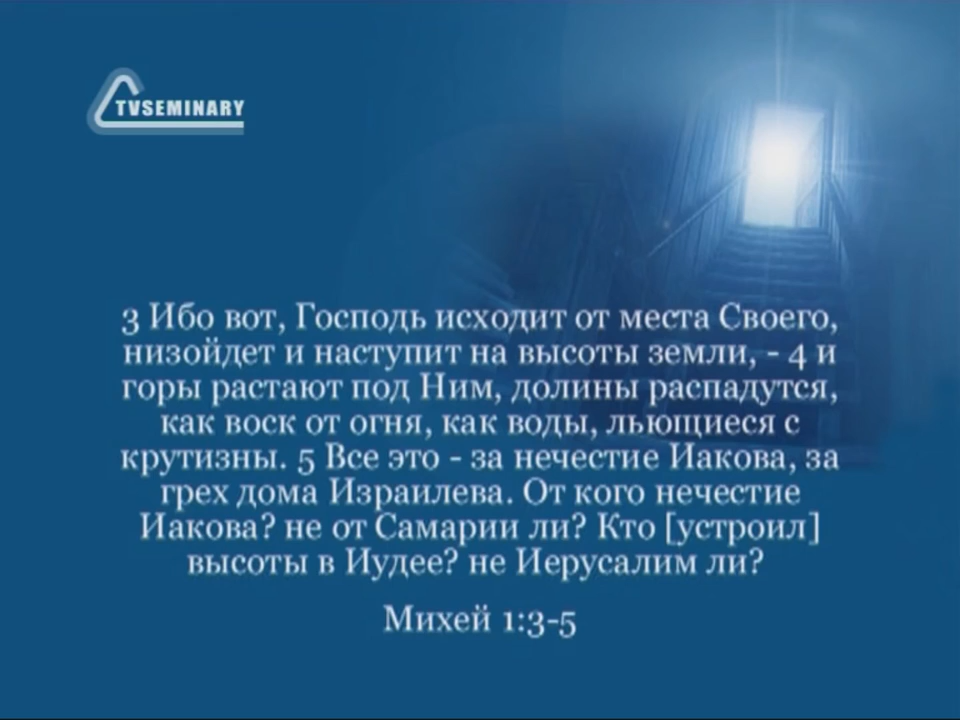 TVSEMINARY
3 Ибо вот, Господь исходит от места Своего,
низойдет и наступит на высоты земли, - 4 и
горы растают под Ним, долины распадутся,
как воск от огня, как воды, льющиеся с
крутизны. 5 Все это - за нечестие Иакова, за
грех дома Израилева. От кого нечестие
Иакова? не от Самарии ли? Кто [устроил]
высоты в Иудее? не Иерусалим ли?
Михей 1:3-5